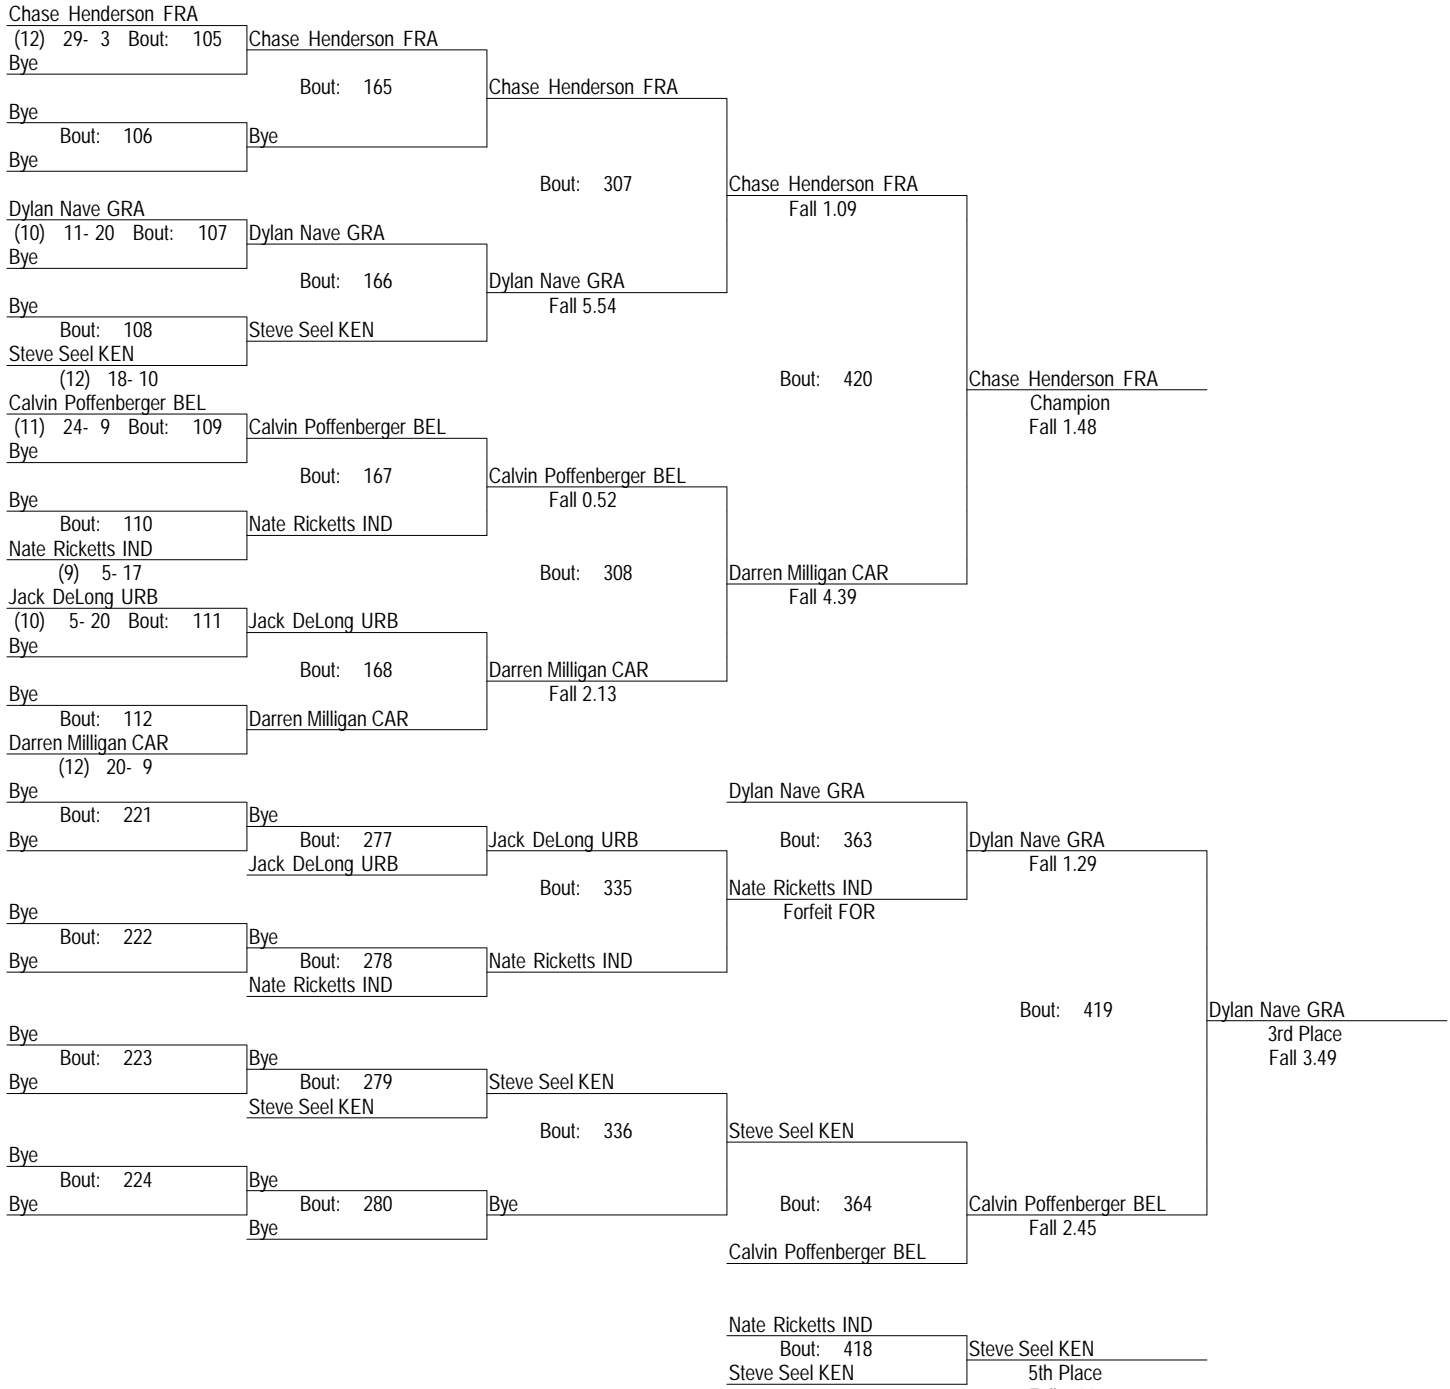 Chase Henderson FRA
(12) 29- 3 Bout: 105
Bye
Chase Henderson FRA
Bout: 165
Chase Henderson FRA
Bye
Bout: 106
Bye
Bye
Bout: 307
Chase Henderson FRA
Fall 1.09
Dylan Nave GRA
(10) 11- 20 Bout: 107
Bye
Dylan Nave GRA
Bout: 166
Dylan Nave GRA
Fall 5.54
Bye
Bout: 108
Steve Seel KEN
(12) 18- 10
Steve Seel KEN
Bout: 420
Chase Henderson FRA
Champion
Fall 1.48
Calvin Poffenberger BEL
(11) 24- 9 Bout: 109
Bye
Calvin Poffenberger BEL
Bout: 167
Calvin Poffenberger BEL
Fall 0.52
Bye
Bout: 110
Nate Ricketts IND
(9) 5- 17
Nate Ricketts IND
Bout: 308
Darren Milligan CAR
Fall 4.39
Jack DeLong URB
(10) 5- 20 Bout: 111
Bye
Jack DeLong URB
Bout: 168
Darren Milligan CAR
Fall 2.13
Bye
Bout: 112
Darren Milligan CAR
(12) 20- 9
Darren Milligan CAR
Bye
Bout: 221
Bye
Bye
Bout: 277
Jack DeLong URB
Jack DeLong URB
Bout: 335
Dylan Nave GRA
Bout: 363
Nate Ricketts IND
Forfeit FOR
Dylan Nave GRA
Fall 1.29
Bye
Bout: 222
Bye
Bye
Bout: 278
Nate Ricketts IND
Nate Ricketts IND
Bout: 419
Dylan Nave GRA
3rd Place
Fall 3.49
Bye
Bout: 223
Bye
Bye
Bout: 279
Steve Seel KEN
Steve Seel KEN
Bout: 336
Steve Seel KEN
Bye
Bout: 224
Bye
Bye
Bout: 280
Bye
Bye
Bout: 364
Calvin Poffenberger BEL
Calvin Poffenberger BEL
Fall 2.45
Nate Ricketts IND
Bout: 418
Steve Seel KEN
Steve Seel KEN
5th Place